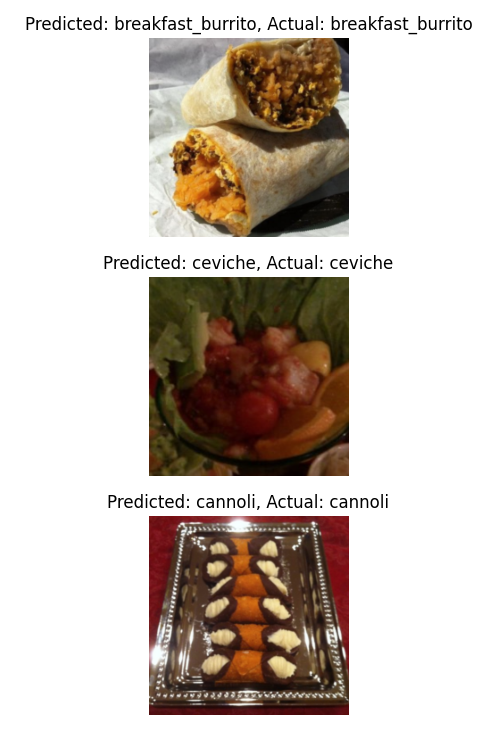 Predicted: breakfast_burrito, Actual: breakfast_burrito
Predicted: ceviche, Actual: ceviche
Predicted: cannoli, Actual: cannoli